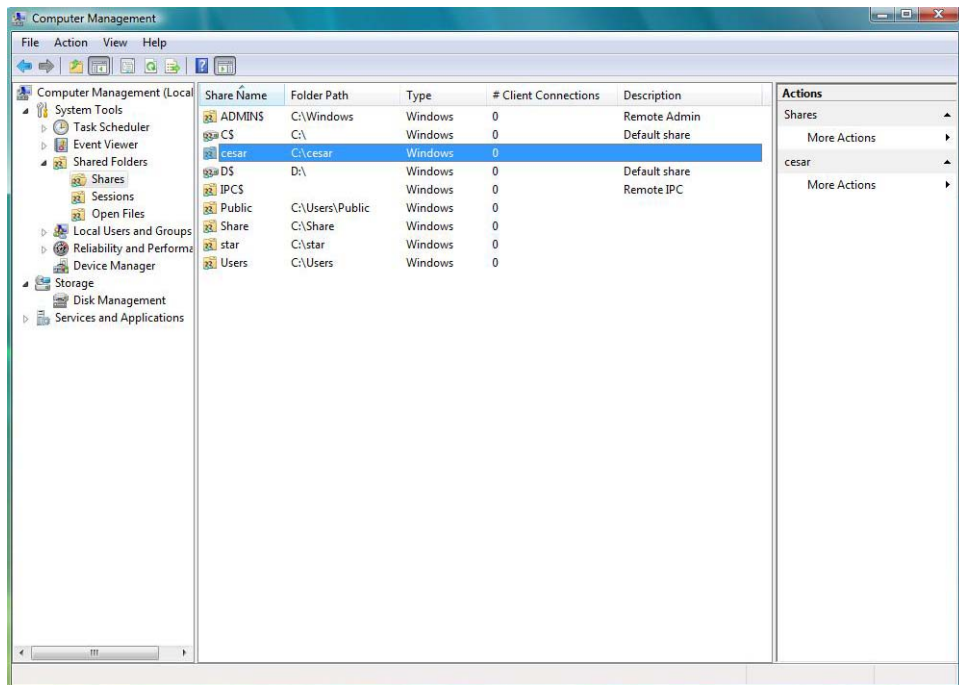 Computer Management
File Action View Help
Computer Management (Local
System Tools
Task Scheduler
Event Viewer
Shared Folders
Shares
Sessions
Open Files
Local Users and Groups
Reliability and Performa
Device Manager
Storage
Disk Management
Services and Applications
Share Name Folder Path Type # Client Connections Description
ADMIN$ C:\Windows Windows 0 Remote Admin
C$ C:\ Windows 0 Default share
cesar C:\cesar Windows 0
D$ D:\ Windows 0 Default share
IPC$ Windows 0 Remote IPC
Public C:\Users\Public Windows 0
Share C:\Share Windows 0
star C:\star Windows 0
Users C:\Users Windows 0
Actions
Shares
More Actions
cesar
More Actions